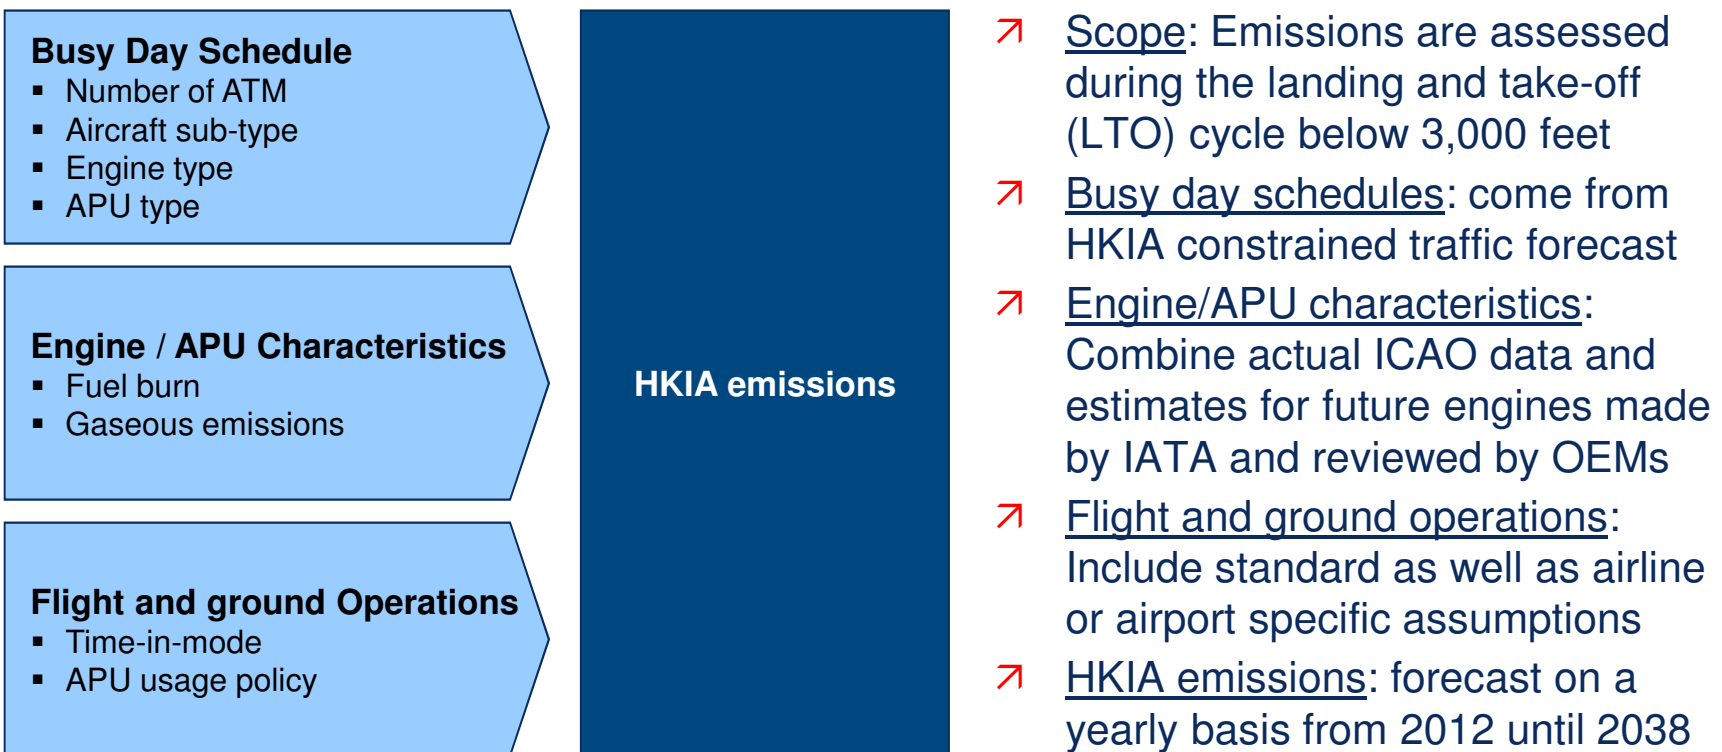 Busy Day Schedule
▪ Number of ATM
▪ Aircraft sub-type
▪ Engine type
▪ APU type
Engine / APU Characteristics
▪ Fuel burn
▪ Gaseous emissions
Flight and ground Operations
▪ Time-in-mode
▪ APU usage policy
HKIA emissions
Scope: Emissions are assessed
during the landing and take-off
(LTO) cycle below 3,000 feet
Busy day schedules: come from
HKIA constrained traffic forecast
Engine/APU characteristics:
Combine actual ICAO data and
estimates for future engines made
by IATA and reviewed by OEMs
Flight and ground operations:
Include standard as well as airline
or airport specific assumptions
HKIA emissions: forecast on a
yearly basis from 2012 until 2038